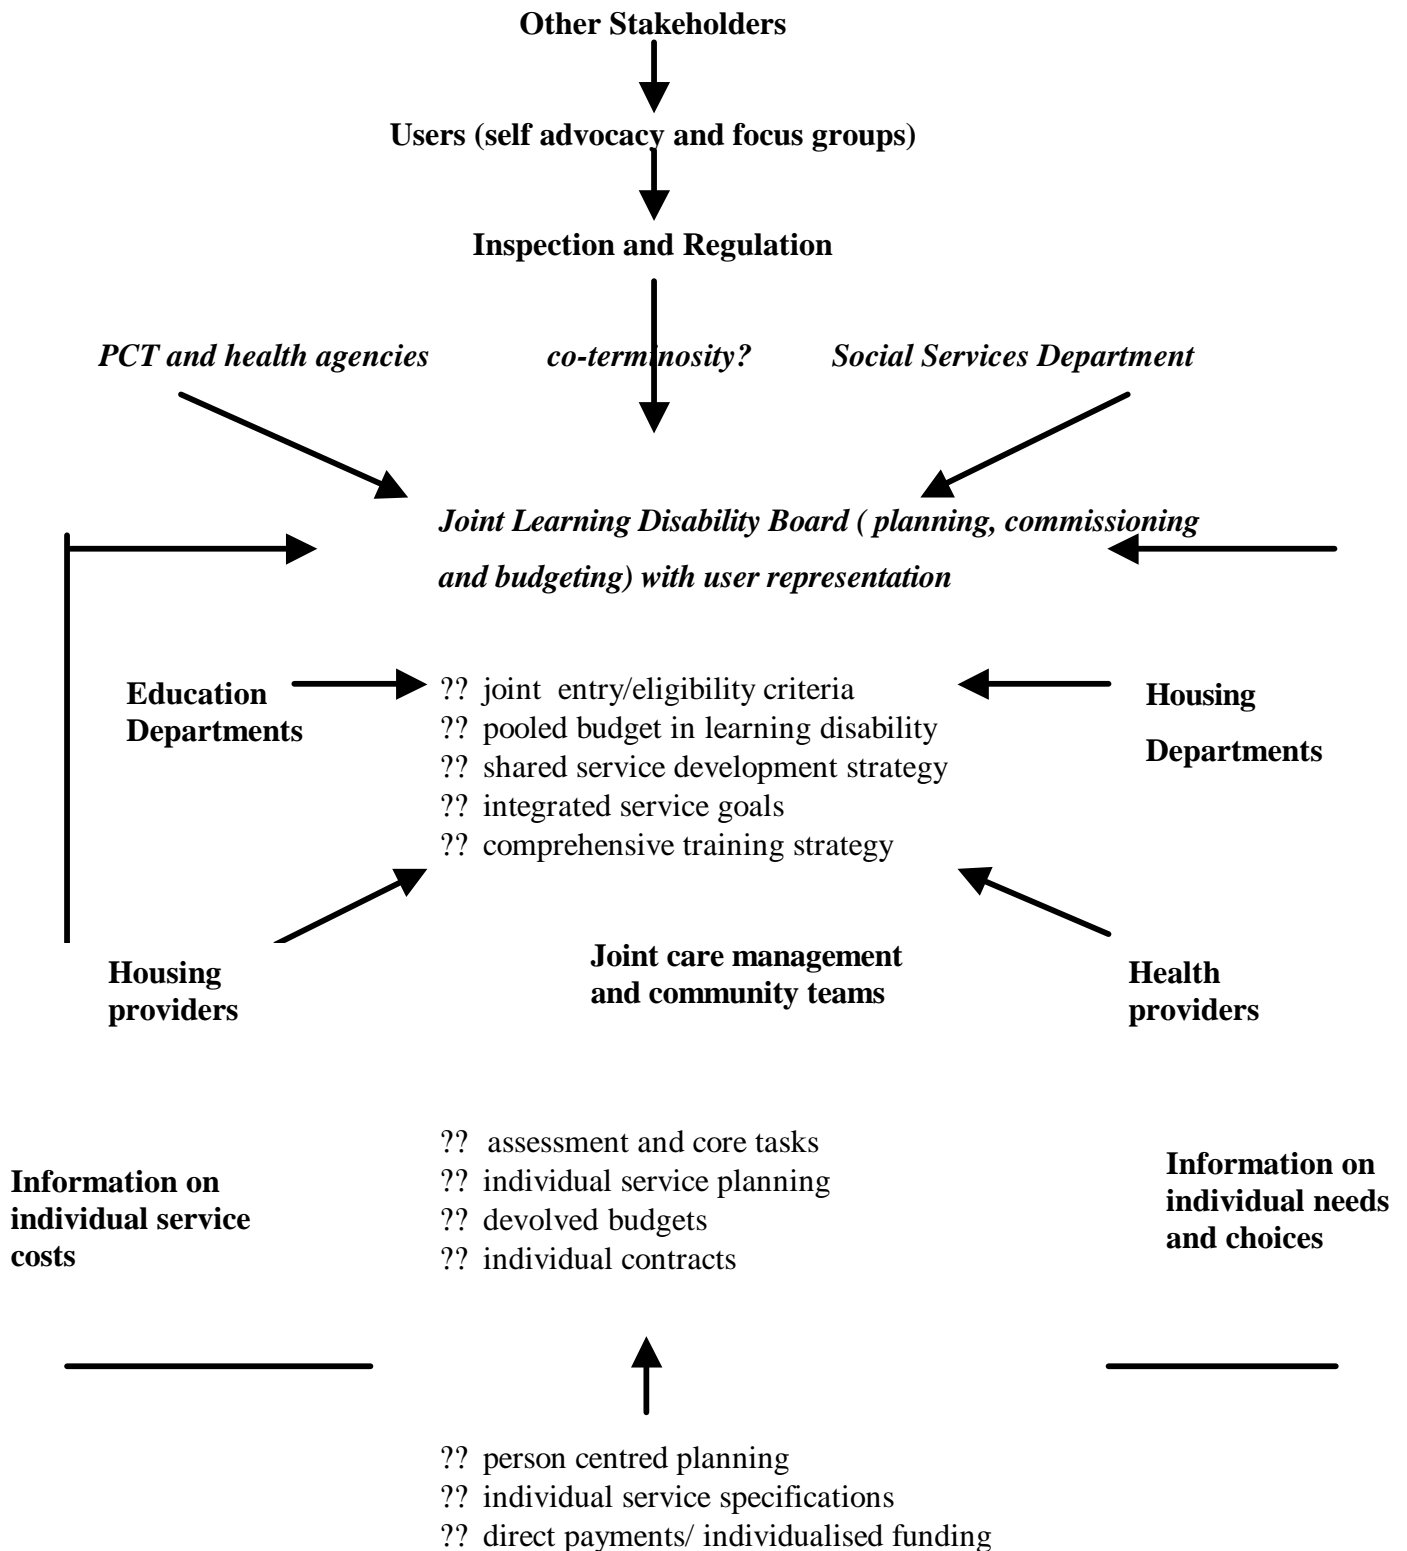 Other Stakeholders
Users (self advocacy and focus groups)
Inspection and Regulation
PCT and health agencies
co-terminosity?
Social Services Department
Joint Learning Disability Board ( planning, commissioning
and budgeting) with user representation
Education
Departments
?? joint  entry/eligibility criteria
?? pooled budget in learning disability
?? shared service development strategy
?? integrated service goals
?? comprehensive training strategy
Housing
Departments
Housing
providers
Joint care management
and community teams
Health
providers
Information on
individual service
costs
?? assessment and core tasks
?? individual service planning
?? devolved budgets
?? individual contracts
Information on
individual needs
and choices
?? person centred planning
?? individual service specifications
?? direct payments/ individualised funding